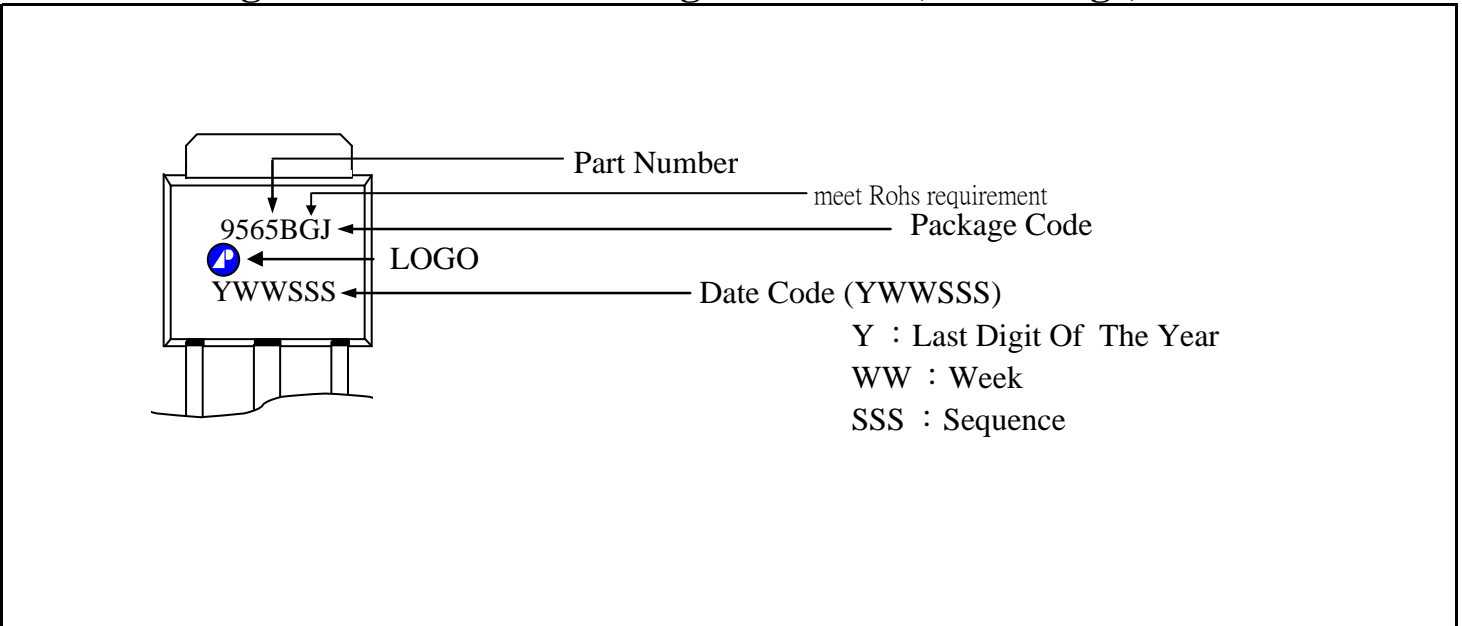 Part Number
meet Rohs requirement
9565BGJ
Package Code
LOGO
YWWSSS
Date Code (YWWSSS)
Y ：Last Digit Of The Year
WW ：Week
SSS ：Sequence